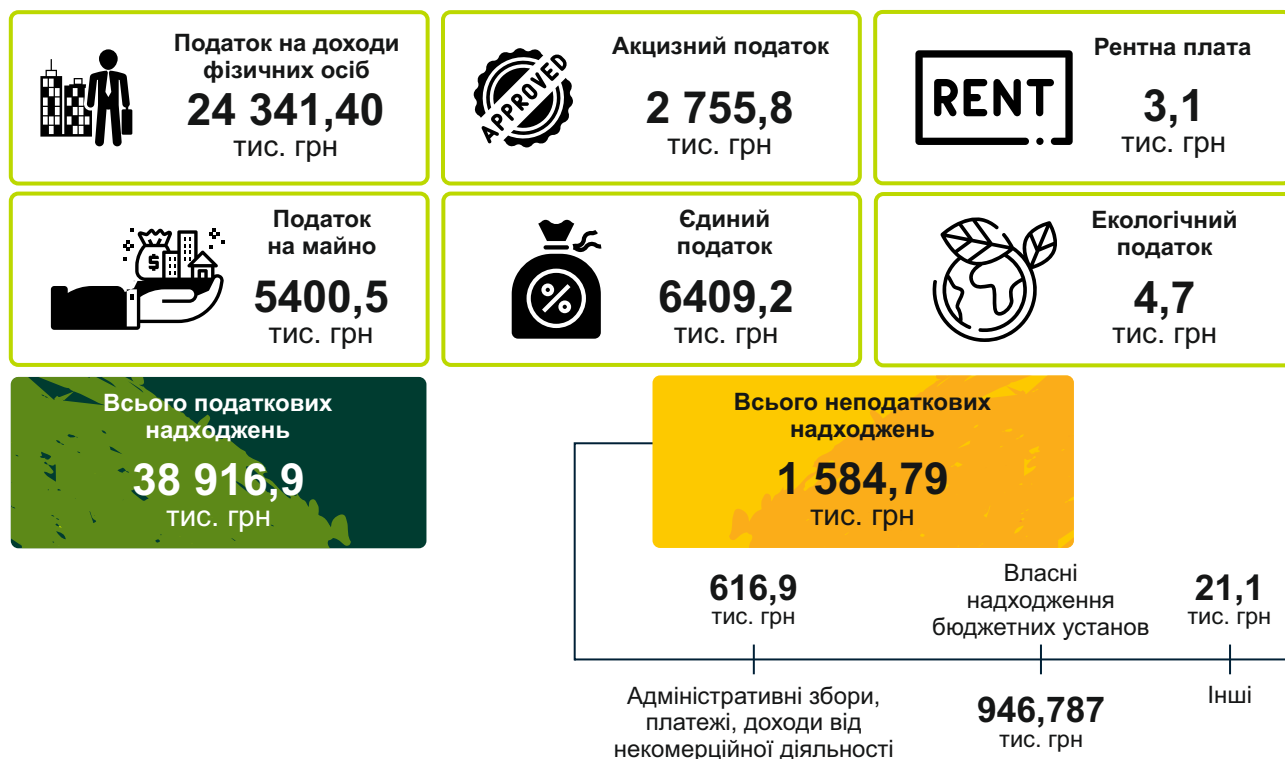 Податок на доходи
фізичних осіб
24 341,40
тис. грн
APPROVED
Акцизний податок
2 755,8
тис. грн
RENT
Рентна плата
3,1
тис. грн
$
Податок
на майно
5400,5
тис. грн
%
Єдиний
податок
6409,2
тис. грн
Екологічний
податок
4,7
тис. грн
Всього податкових
надходжень
38 916,9
тис. грн
Всього неподаткових
надходжень
1 584,79
тис. грн
616,9
тис. грн
Адміністративні збори,
платежі, доходи від
некомерційної діяльності
Власні
надходження
бюджетних установ
946,787
тис. грн
21,1
тис. грн
Інші